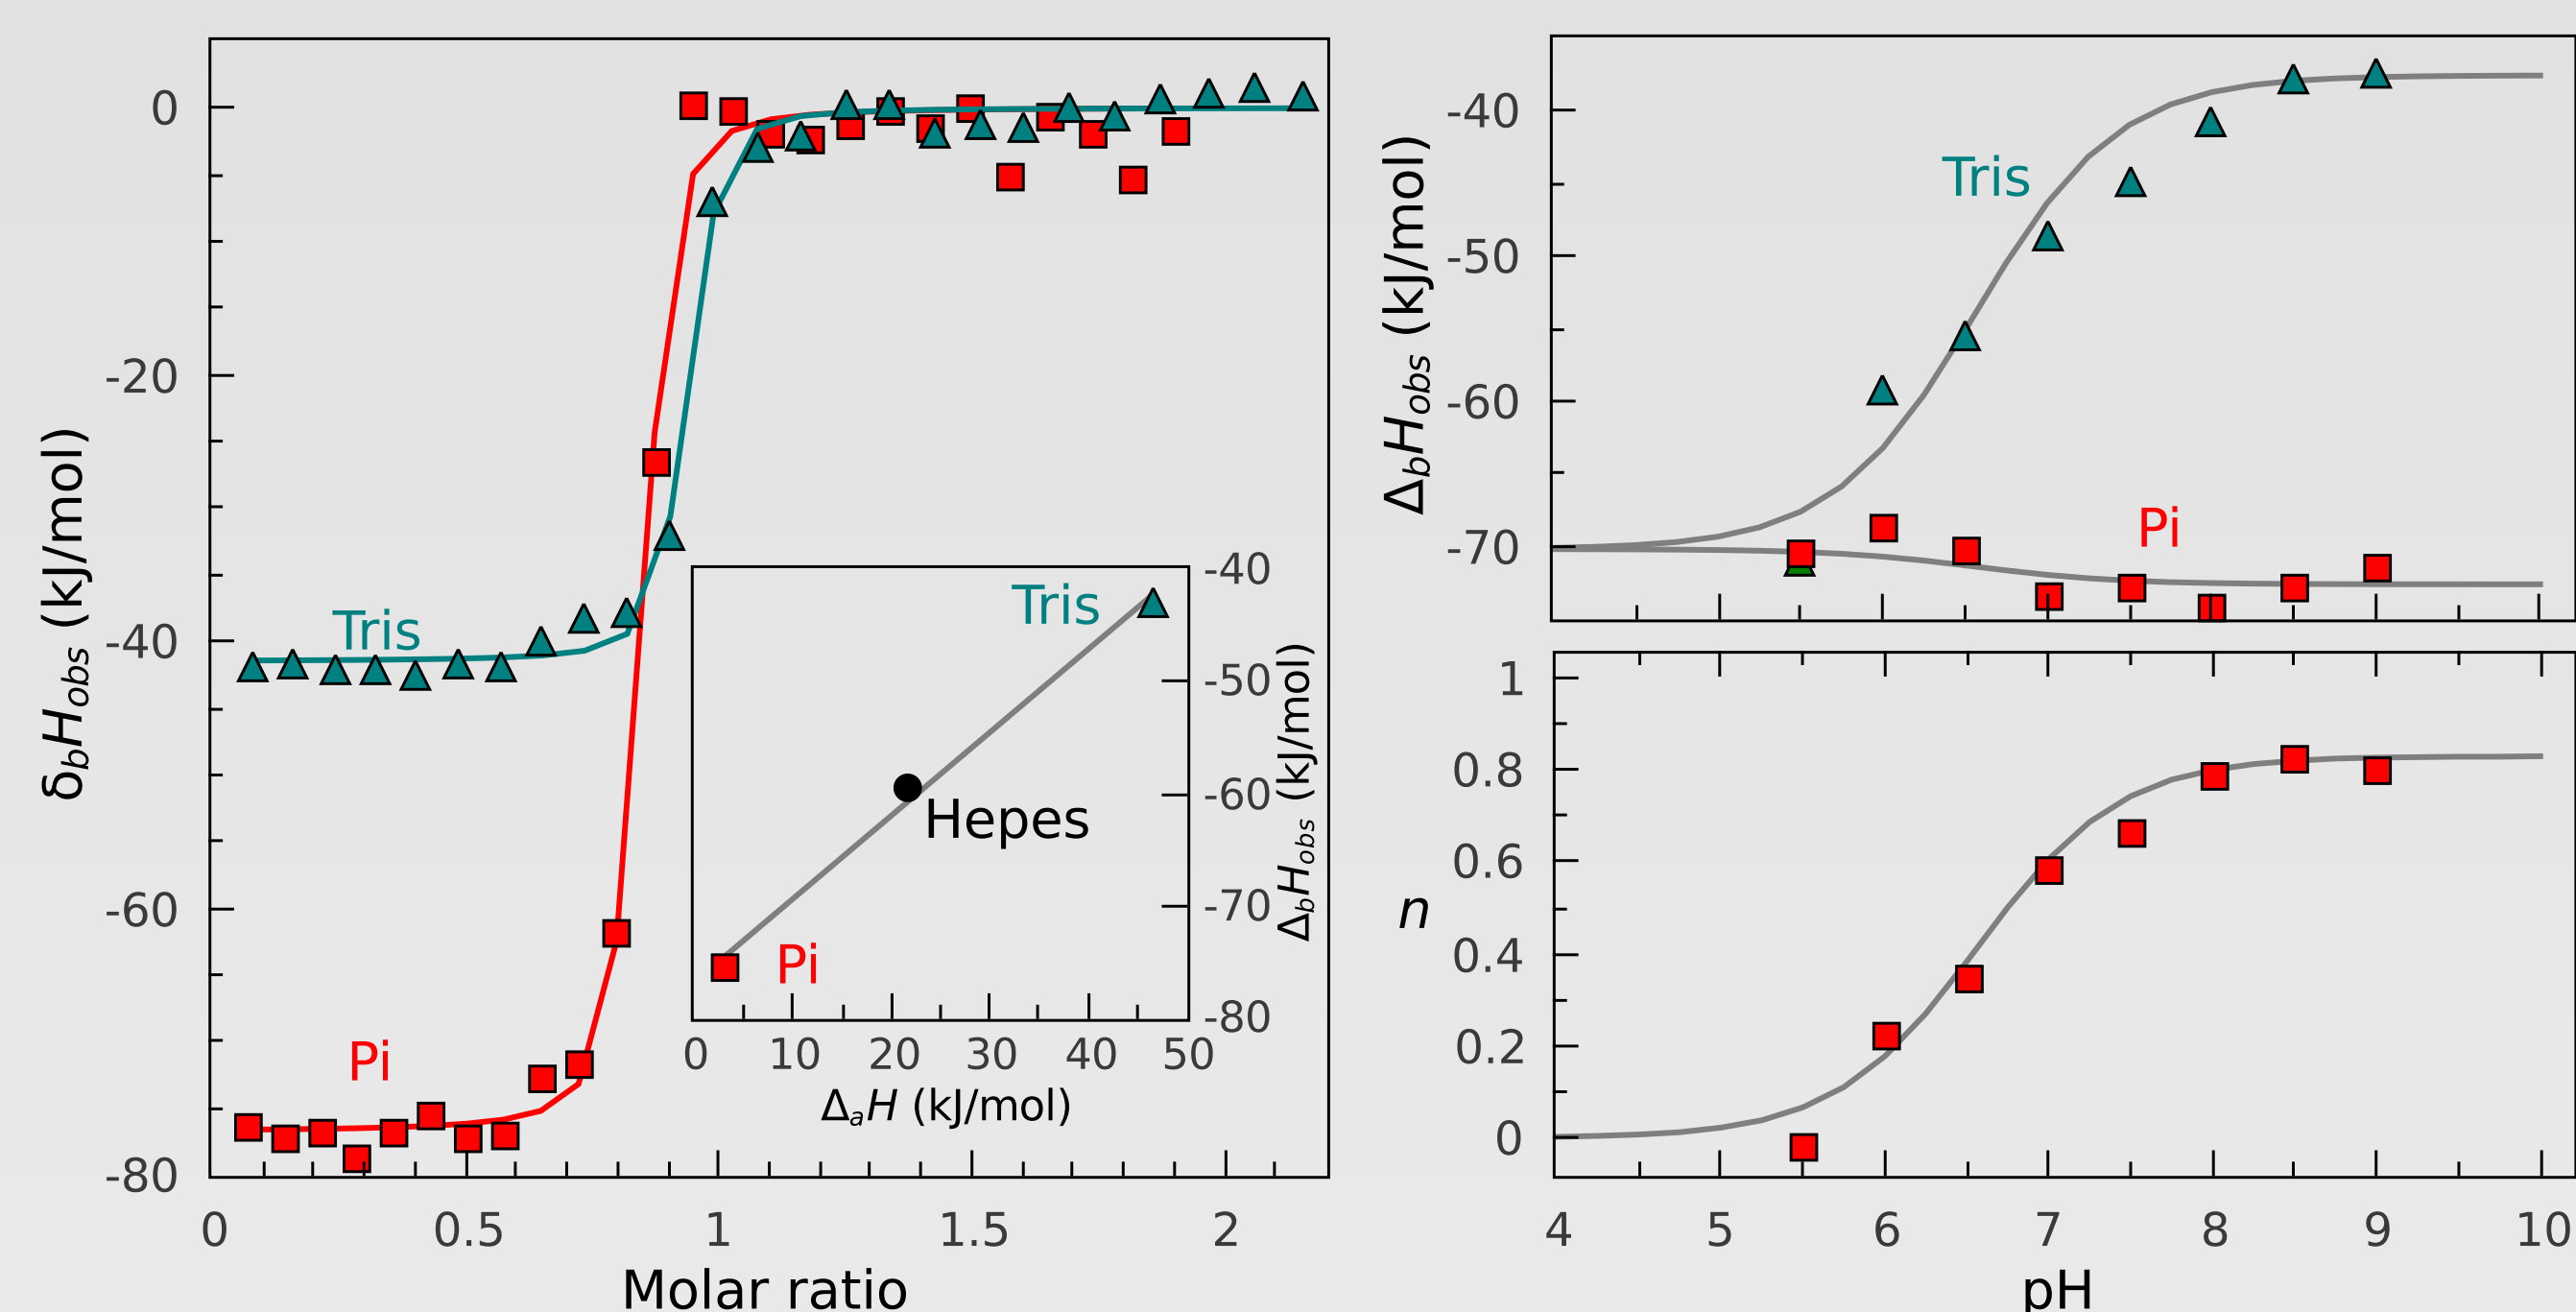 δbHobs (kJ/mol)
0
-20
-40
-60
-80
Tris
Pi
0 0.5 1 1.5 2
Molar ratio
Tris
Hepes
Pi
-40
-50
-60
-70
-80
ΔbHobs (kJ/mol)
0 10 20 30 40 50
ΔaH (kJ/mol)
ΔbHobs (kJ/mol)
-40
-50
-60
-70
Tris
Pi
n
1
0.8
0.6
0.4
0.2
0
4 5 6 7 8 9 10
pH